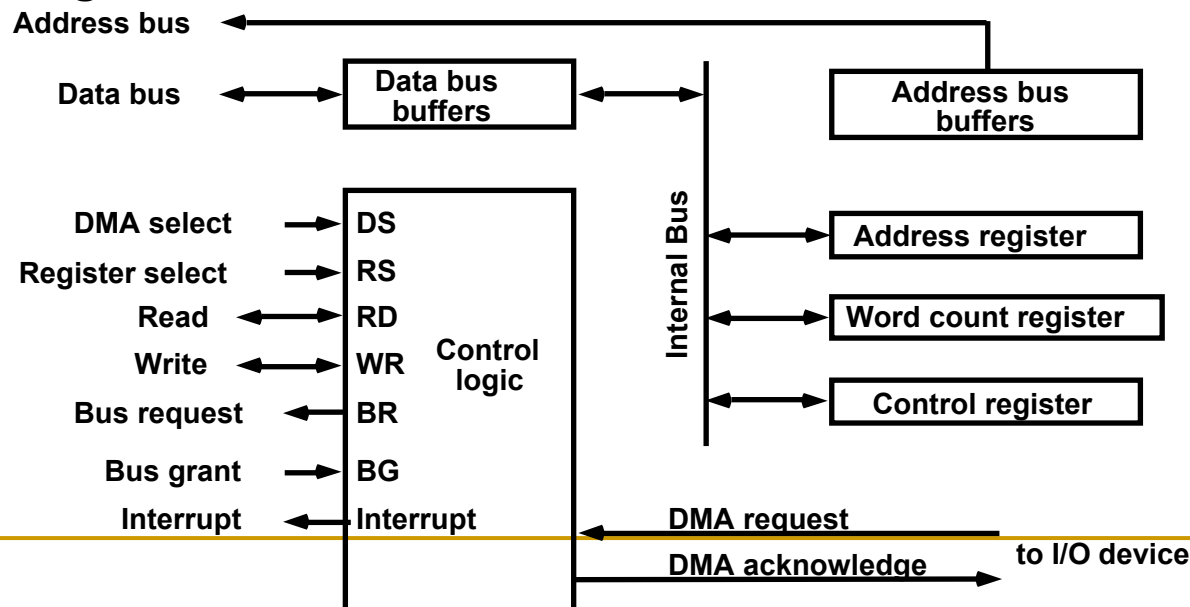 Address bus
Data bus
Data bus
buffers
Address bus
buffers
Internal Bus
DMA select
DS
Register select
RS
Read
RD
Write
WR
Bus request
BR
Bus grant
BG
Interrupt
Interrupt
Control
logic
Address register
Word count register
Control register
DMA request
DMA acknowledge
to I/O device